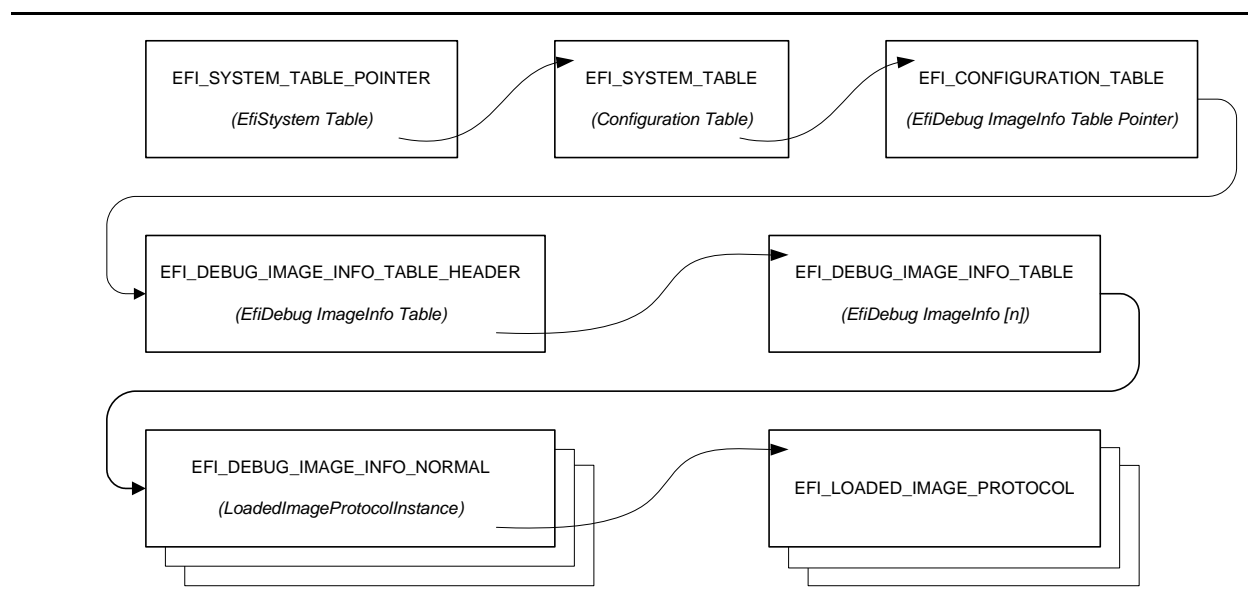 EFI_SYSTEM_TABLE_POINTER
(EfiStystem Table)
EFI_SYSTEM_TABLE
(Configuration Table)
EFI_CONFIGURATION_TABLE
(EfiDebug ImageInfo Table Pointer)
EFI_DEBUG_IMAGE_INFO_TABLE_HEADER
(EfiDebug ImageInfo Table)
EFI_DEBUG_IMAGE_INFO_TABLE
(EfiDebug ImageInfo [n])
EFI_DEBUG_IMAGE_INFO_NORMAL
(LoadedImageProtocolInstance)
EFI_LOADED_IMAGE_PROTOCOL